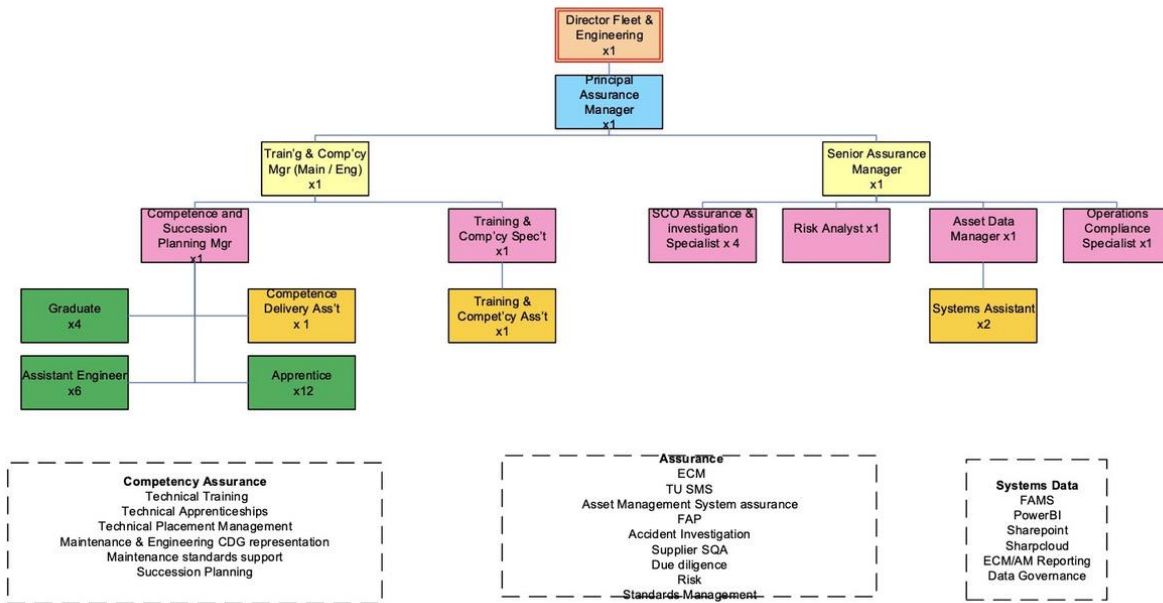 Director Fleet &
Engineering
x1
Principal
Assurance
Manager
x1
Train'g & Comp'cy
Mgr (Main / Eng)
x1
Senior Assurance
Manager
x1
Competence and
Succession
Planning Mgr
x1
Training &
Comp'cy Spec't
x1
SCO Assurance &
investigation
Specialist x 4
Risk Analyst x1
Asset Data
Manager x1
Operations
Compliance
Specialist x1
Graduate
x4
Competence
Delivery Ass't
x 1
Training &
Compet'cy Ass't
x1
Systems Assistant
x2
Assistant Engineer
x6
Apprentice
x12
Competency Assurance
Technical Training
Technical Apprenticeships
Technical Placement Management
Maintenance & Engineering CDG representation
Maintenance standards support
Succession Planning
Assurance
ECM
TU SMS
Asset Management System assurance
FAP
Accident Investigation
Supplier SQA
Due diligence
Risk
Standards Management
Systems Data
FAMS
PowerBI
Sharepoint
Sharpcloud
ECM/AM Reporting
Data Governance